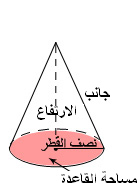 جانب
الارتفاع
نصف القطر
مساحة القاعدة